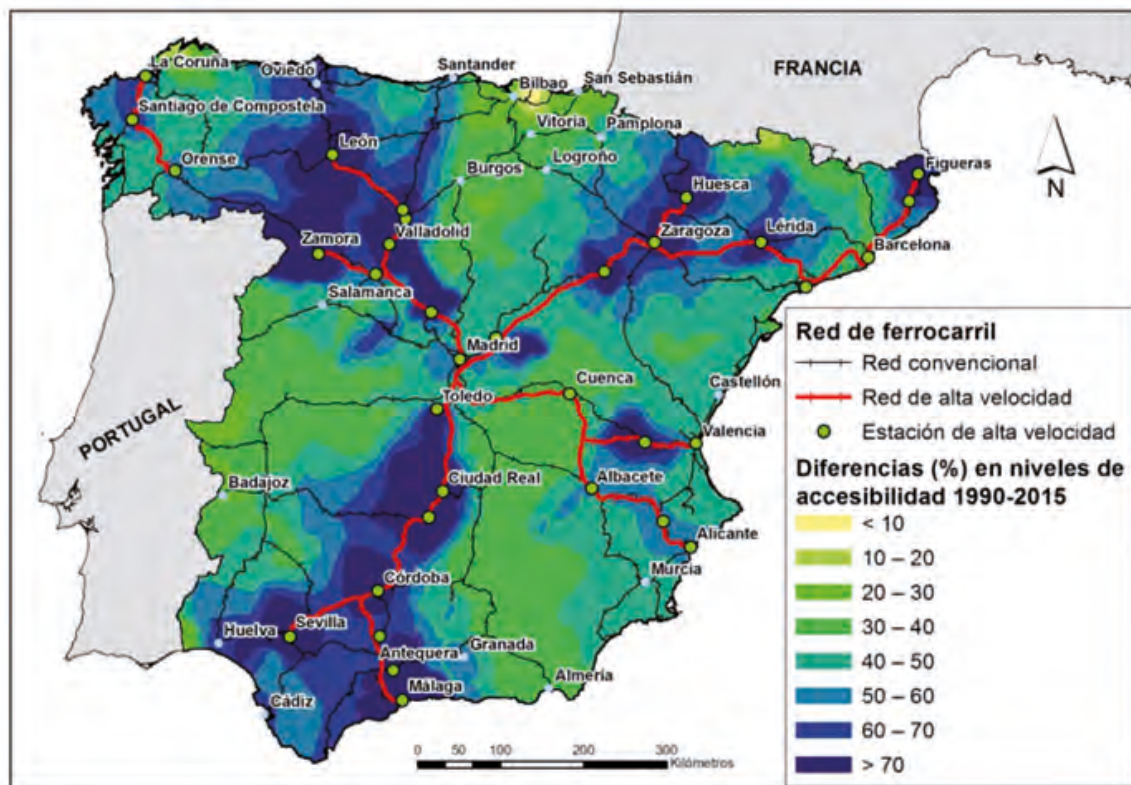 La Coruña
Oviedo
Santander
Bilbao
San Sebastián
FRANCIA
Santiago de Compostela
Vitoria
Pamplona
León
Orense
Burgos
Logroño
Figueras
N
Huesca
Zamora
Valladolid
Zaragoza
Lérida
Barcelona
Salamanca
Madrid
Cuenca
Castellón
Toledo
PORTUGAL
Valencia
Badajoz
Ciudad Real
Albacete
Alicante
Córdoba
Murcia
Huelva
Sevilla
Granada
Antequera
Almería
Málaga
Cádiz
0 50 100 200 300
Kilómetros
Red de ferrocarril
Red convencional
Red de alta velocidad
Estación de alta velocidad
Diferencias (%) en niveles de
accesibilidad 1990-2015
< 10
10 – 20
20 – 30
30 – 40
40 – 50
50 – 60
60 – 70
> 70